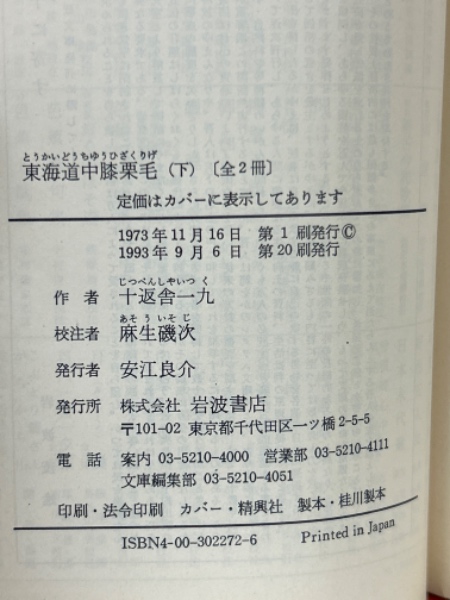 とうかいどうちゆうひざくりげ
東海道中膝栗毛(下)〔全2冊〕
定価はカバーに表示してあります
1973年11月16日 第1刷発行©
1993年9月6日 第20刷発行
じつぺんしやいつく
作者 十返舎一九
あそういそじ
校注者 麻生磯次
発行者 安江良介
発行所 株式会社 岩波書店
〒101-02 東京都千代田区一ツ橋2-5-5
電話 案内 03-5210-4000 営業部 03-5210-4111
文庫編集部 03-5210-4051
印刷・法令印刷 カバー・精興社 製本・桂川製本
ISBN4-00-302272-6 Printed in Japan